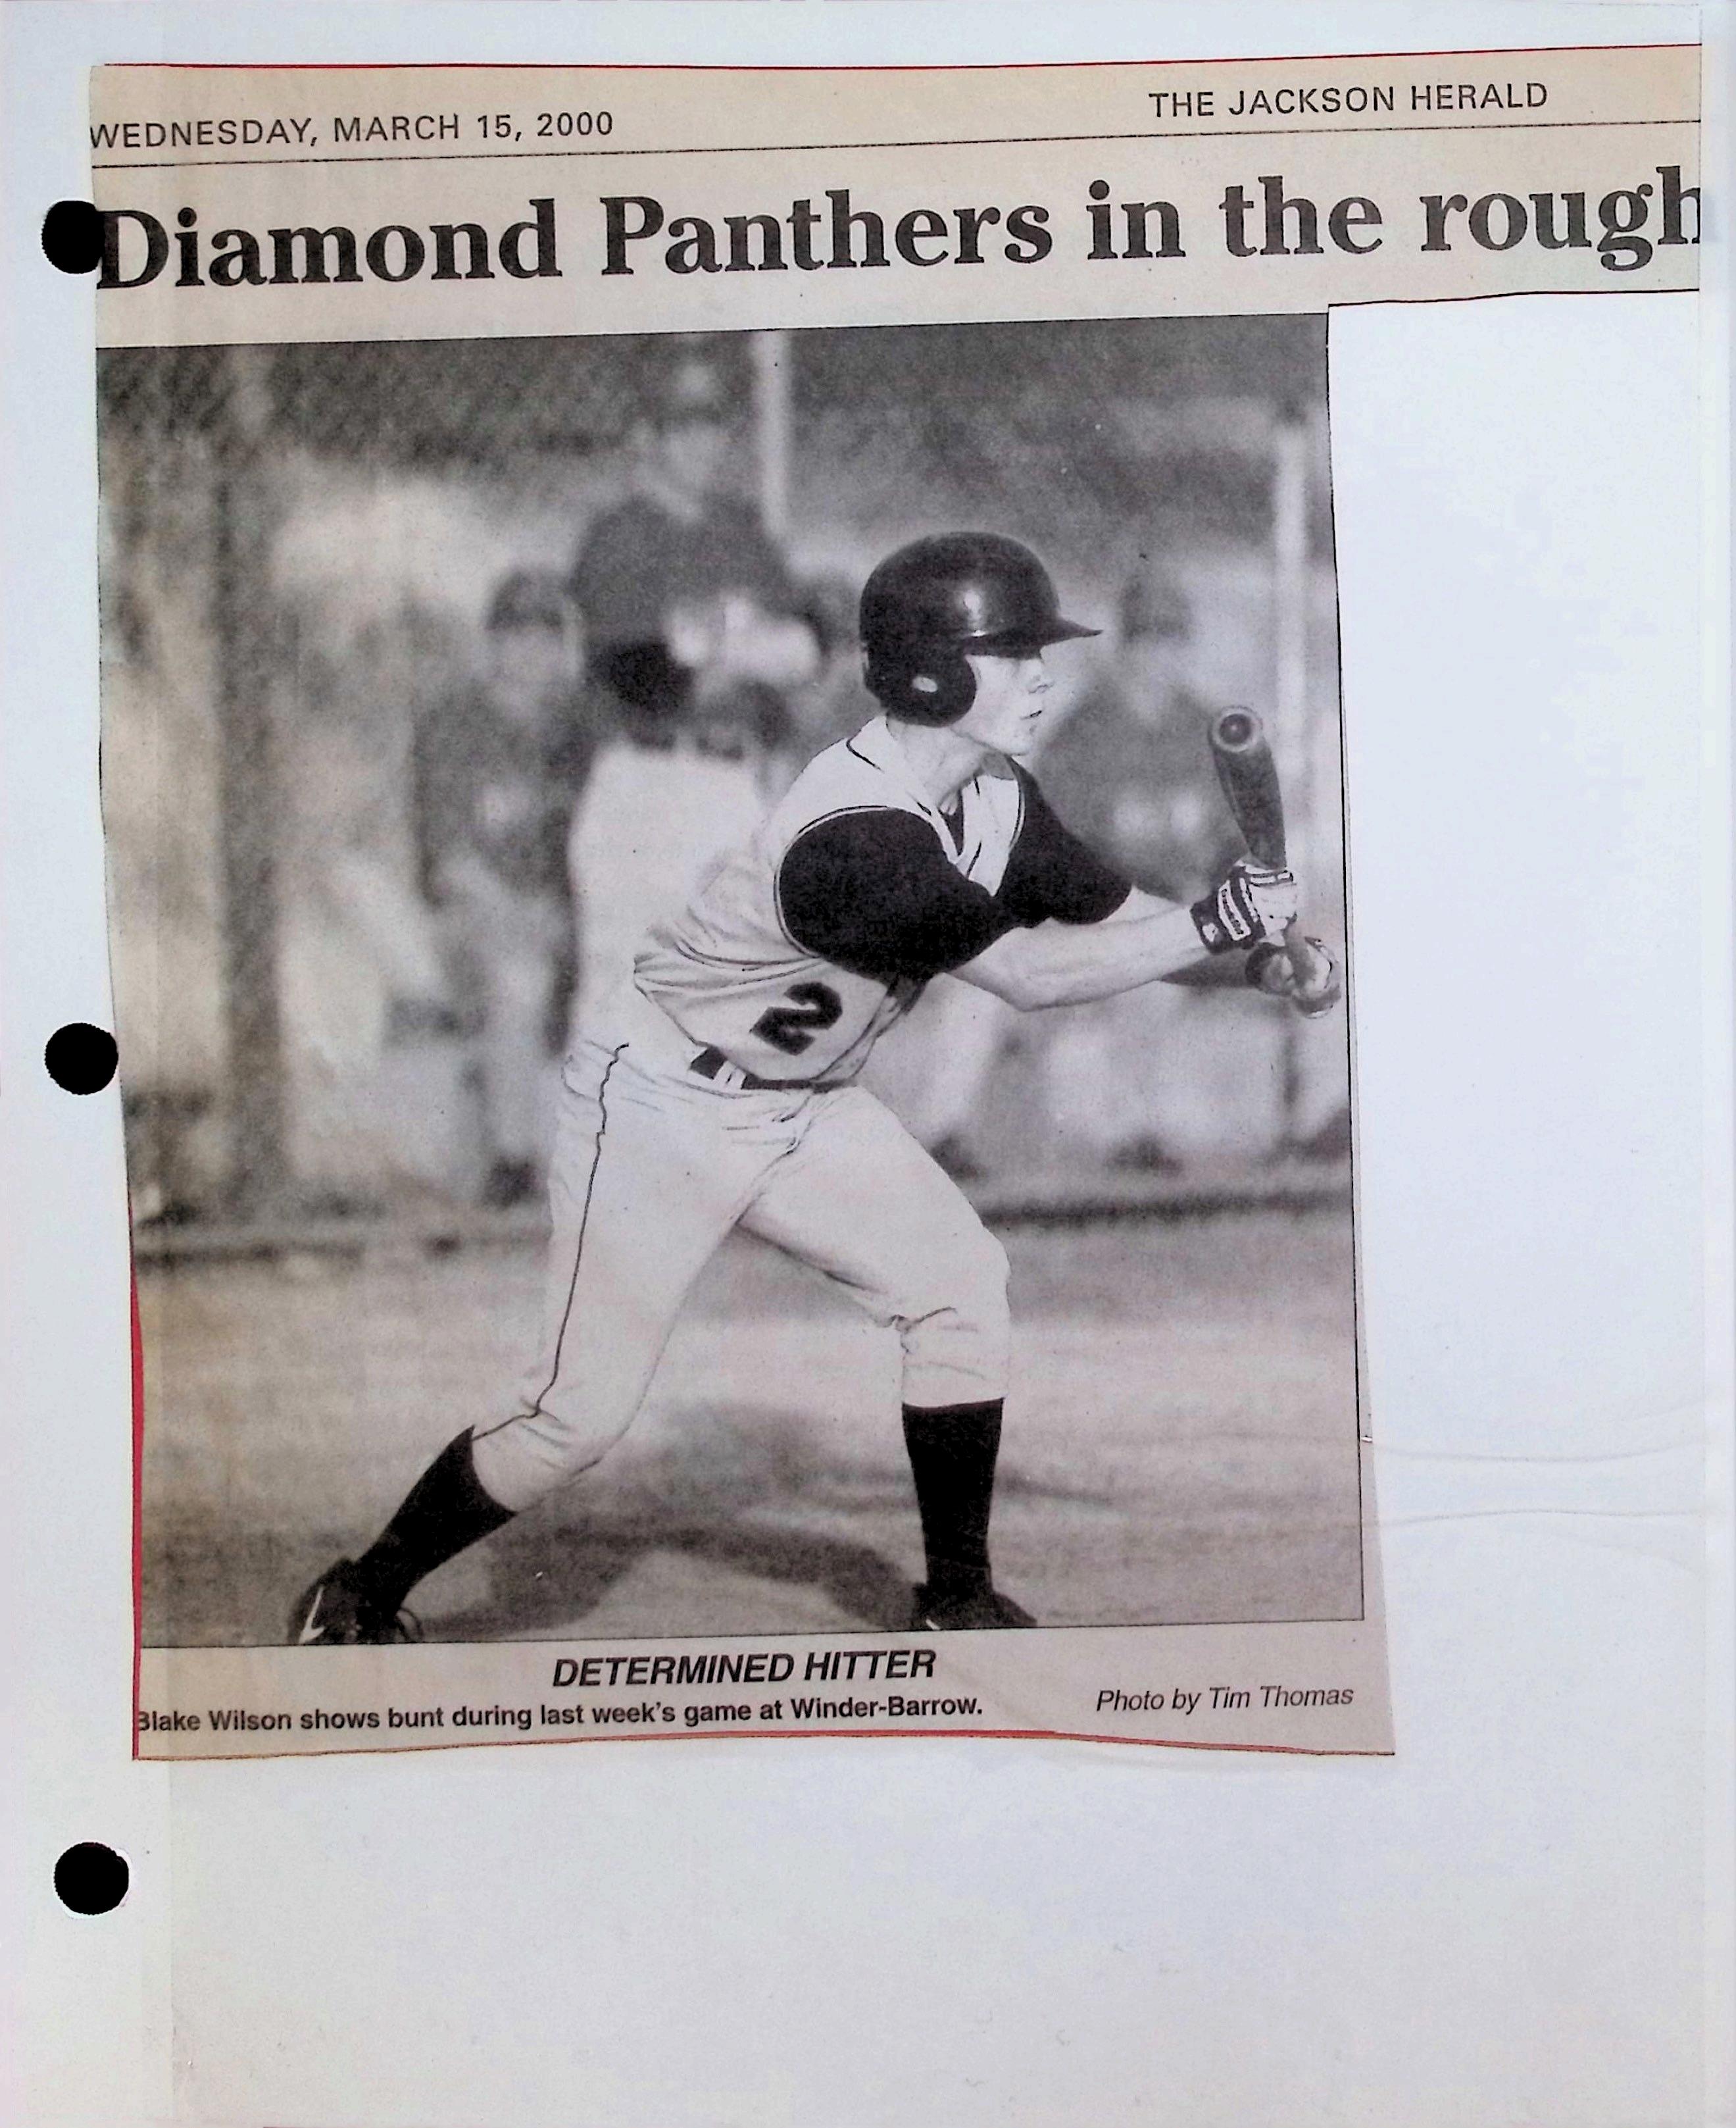 WEDNESDAY, MARCH 15, 2000 THE JACKSON HERALD
Diamond Panthers in the rough
2
DETERMINED HITTER
Blake Wilson shows bunt during last week's game at Winder-Barrow. Photo by Tim Thomas